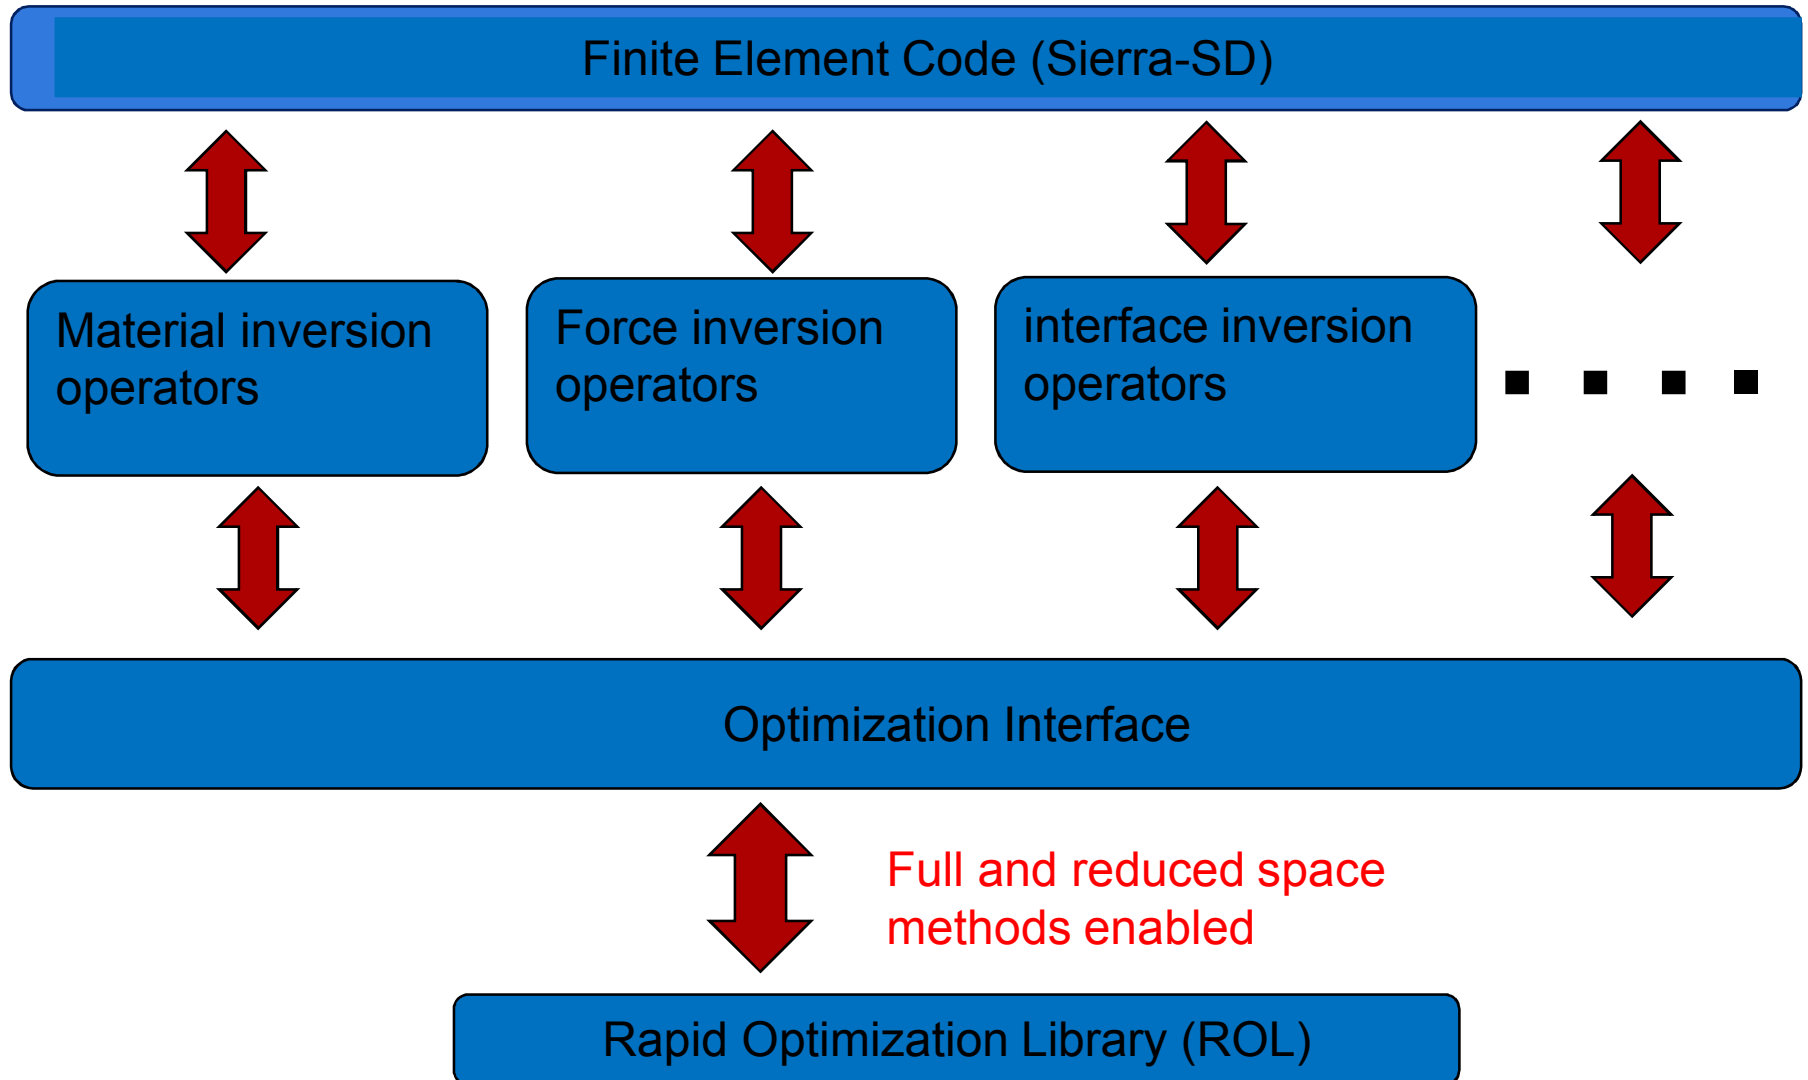 Finite Element Code (Sierra-SD)
Material inversion
operators
Force inversion
operators
interface inversion
operators
Optimization Interface
Full and reduced space
methods enabled
Rapid Optimization Library (ROL)